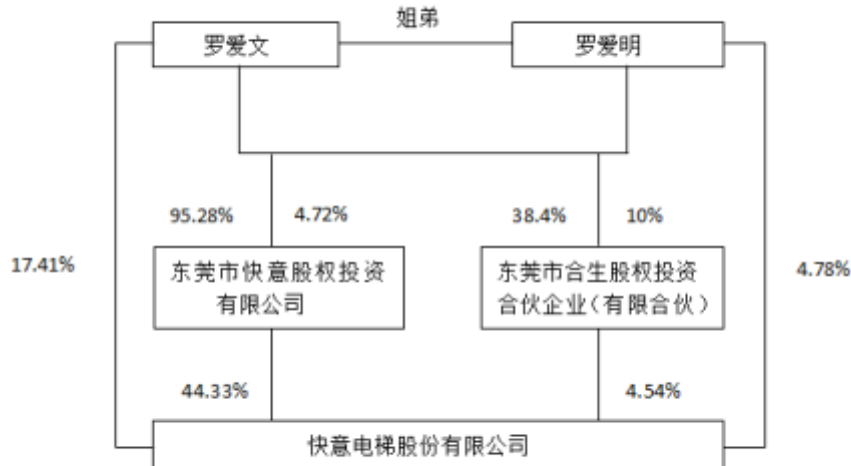 姐弟
罗爱文
罗爱明
95.28%
4.72%
38.4%
10%
17.41%
4.78%
东莞市快意股权投资
有限公司
东莞市合生股权投资
合伙企业（有限合伙）
44.33%
4.54%
快意电梯股份有限公司